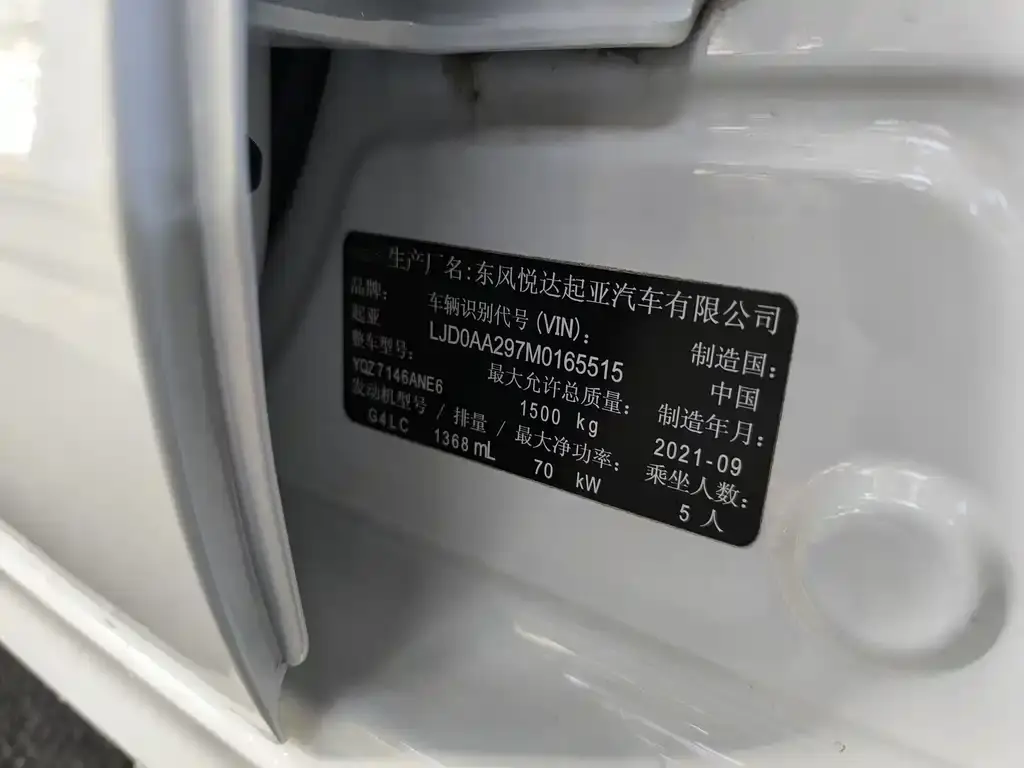 生产厂名:东风悦达起亚汽车有限公司
品牌: 车辆识别代号(VIN): 制造国:
起亚 LJD0AA297M0165515 中国
整车型号: 最大允许总质量: 制造年月:
YQZ7146ANE6 1500 kg 2021-09
发动机型号 / 排量 / 最大净功率: 乘坐人数:
G4LC 1368 mL 70 kW 5 人